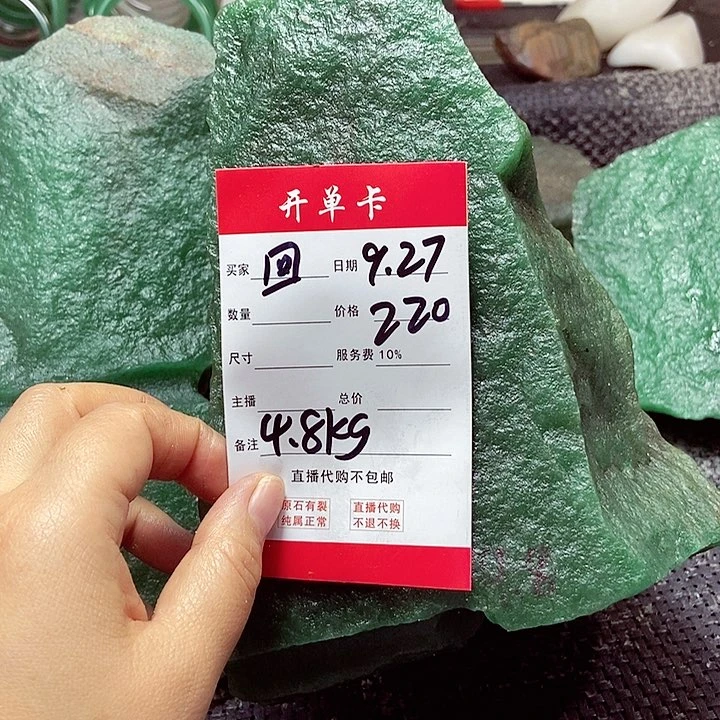 开单卡
买家 回 日期 9.27
数量 价格 220
尺寸 服务费 10%
主播 总价
备注 4.8kg
直播代购不包邮
原石有裂 直播代购
纯属正常 不退不换